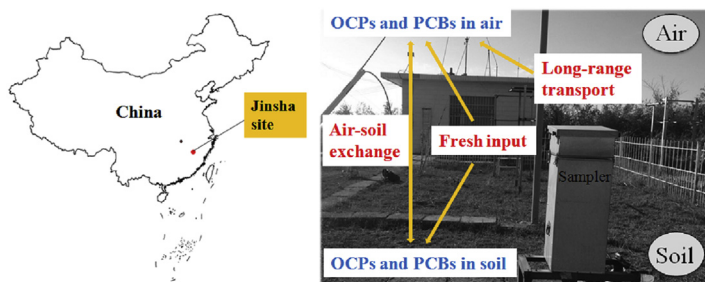 China
Jinsha
site
OCPs and PCBs in air
Air
Long-range
transport
Air-soil
exchange
Fresh input
Sampler
OCPs and PCBs in soil
Soil